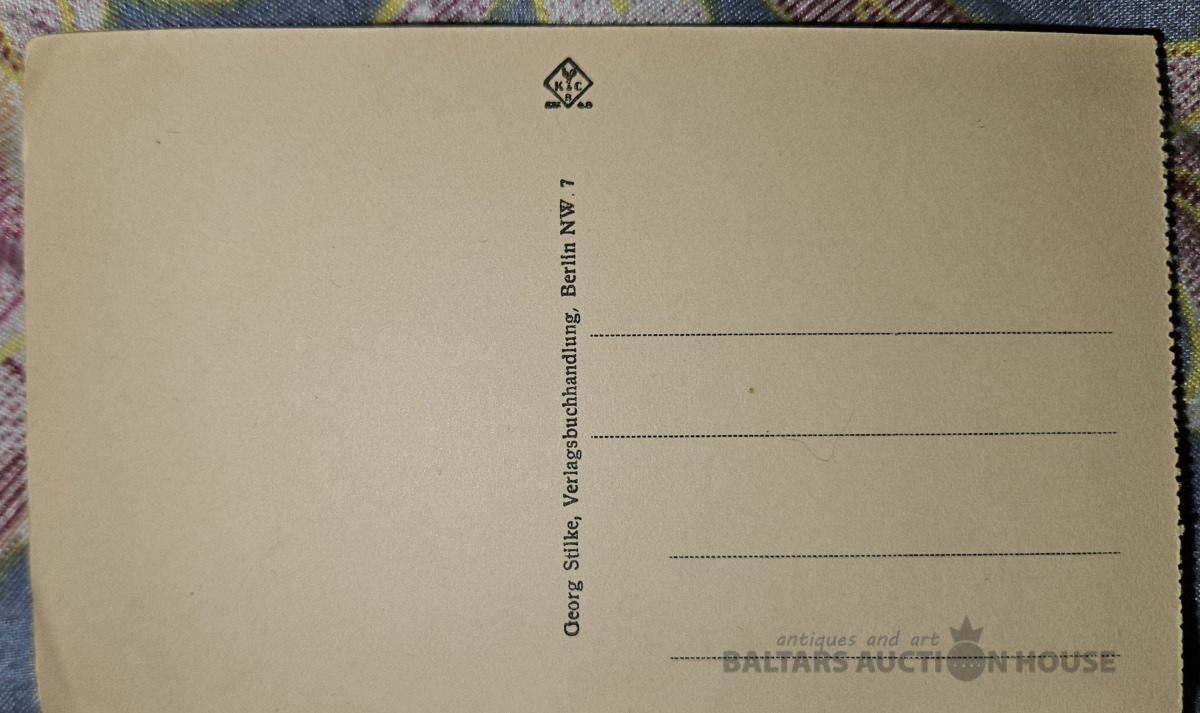 K C
B
Georg Stilke, Verlagsbuchhandlung, Berlin NW. 7
antiques and art
BALTARS AUCTION HOUSE